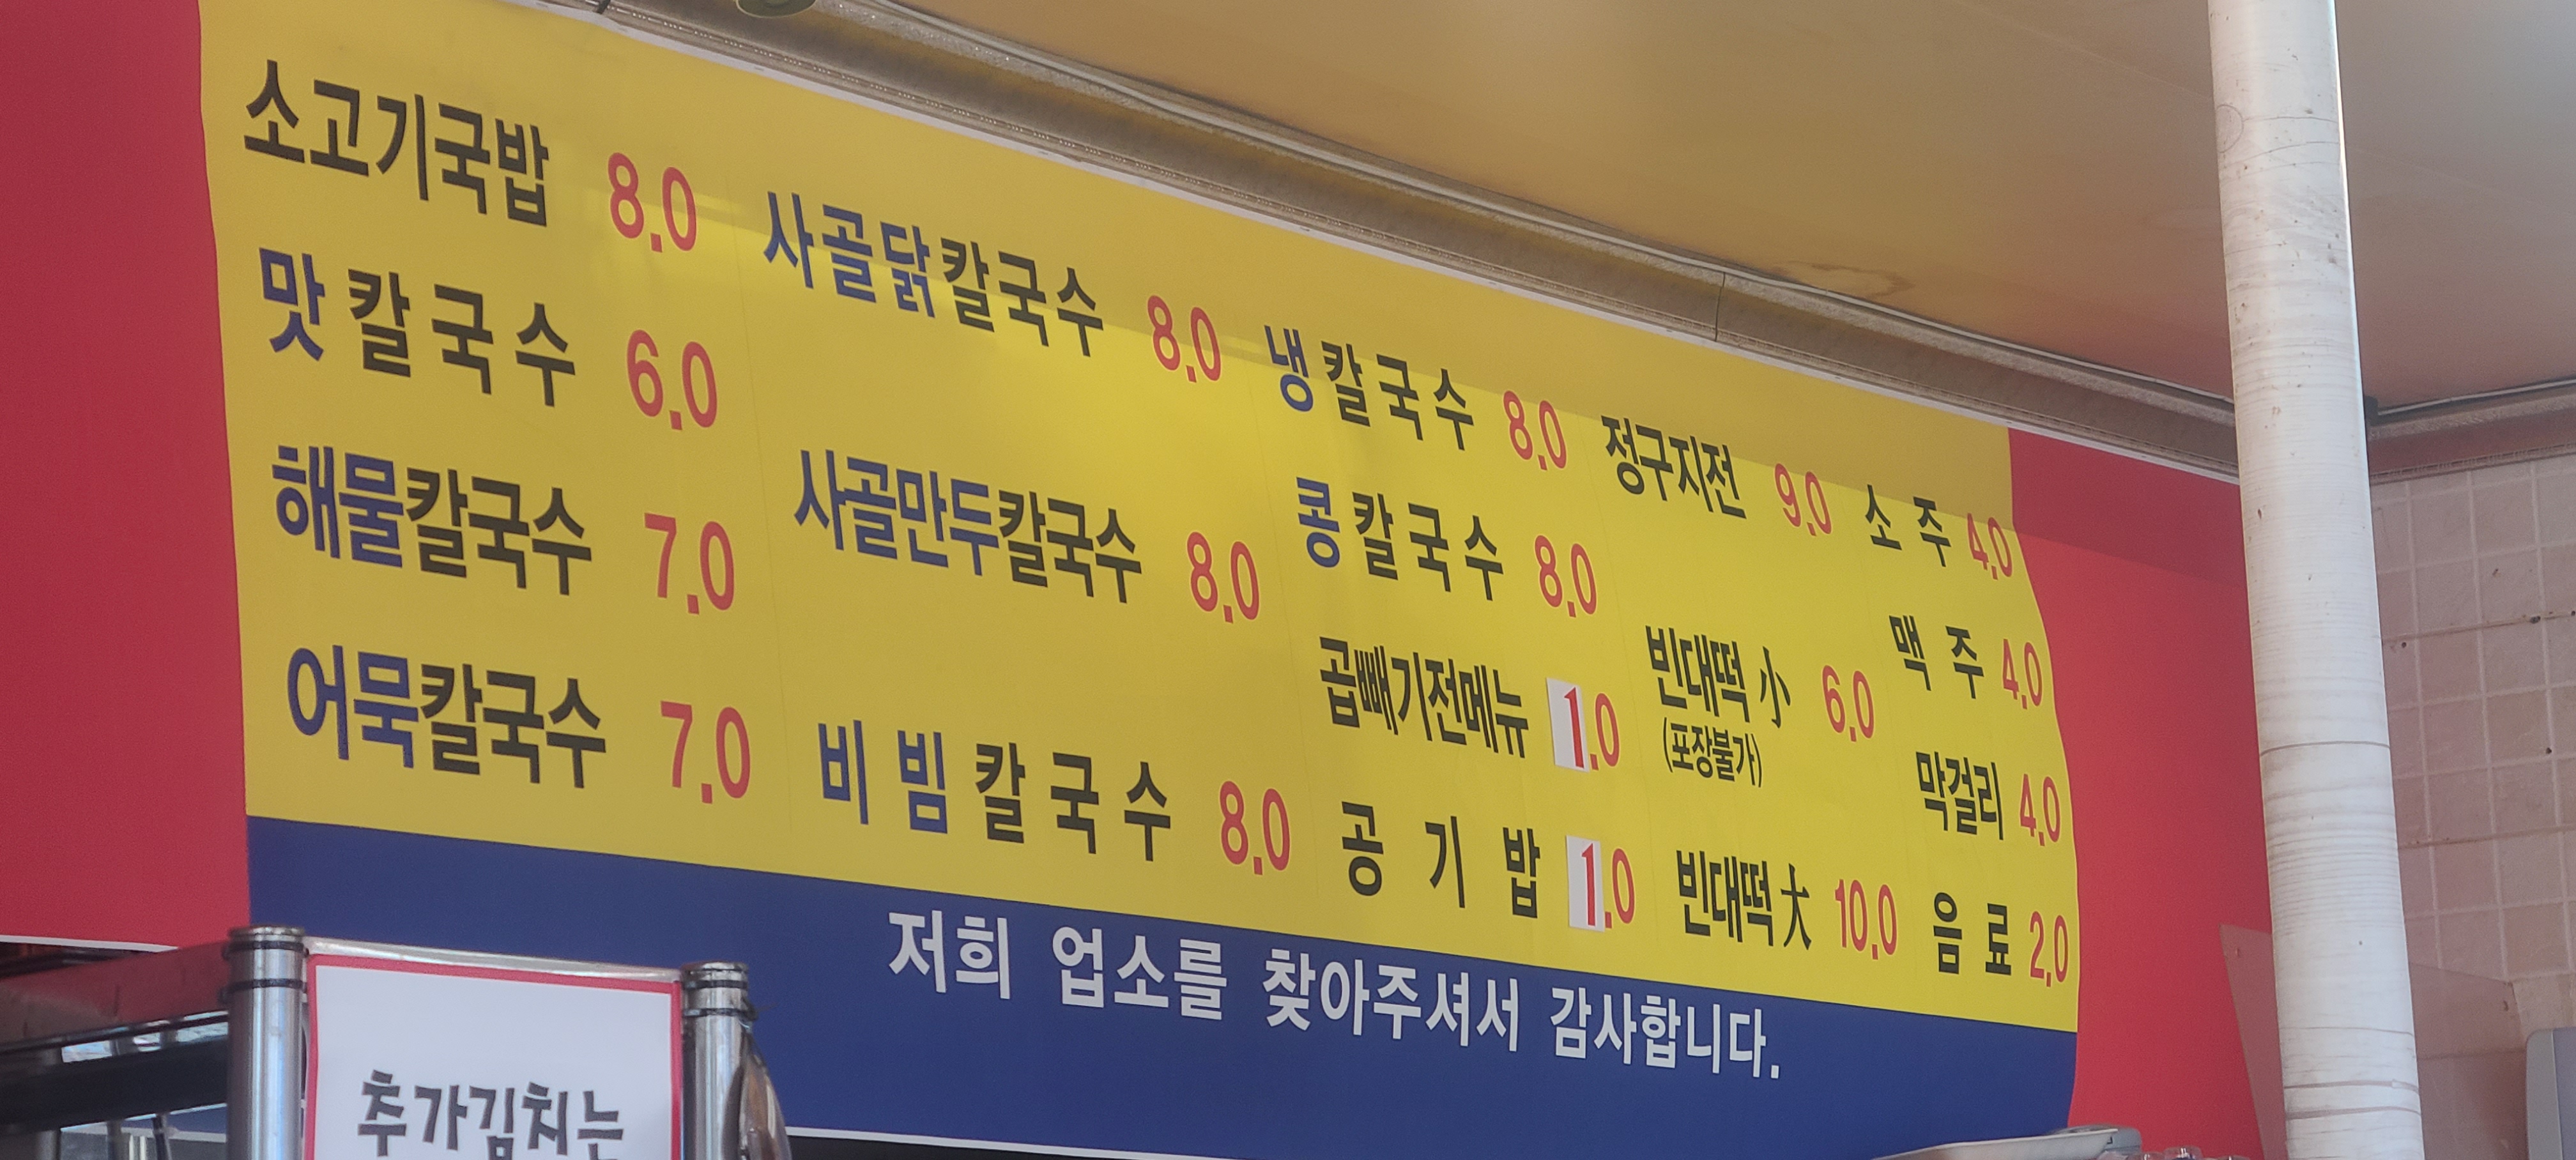 소고기국밥 8.0
맛칼국수 6.0
해물칼국수 7.0
어묵칼국수 7.0
사골닭칼국수 8.0
사골만두칼국수 8.0
비빔칼국수 8.0
냉칼국수 8.0
콩칼국수 8.0
곱빼기전메뉴 1.0
공기밥 1.0
정구지전 9.0
빈대떡 小 6.0
(포장불가)
빈대떡 大 10.0
소주 4.0
맥주 4.0
막걸리 4.0
음료 2.0
저희 업소를 찾아주셔서 감사합니다.
추가김치는